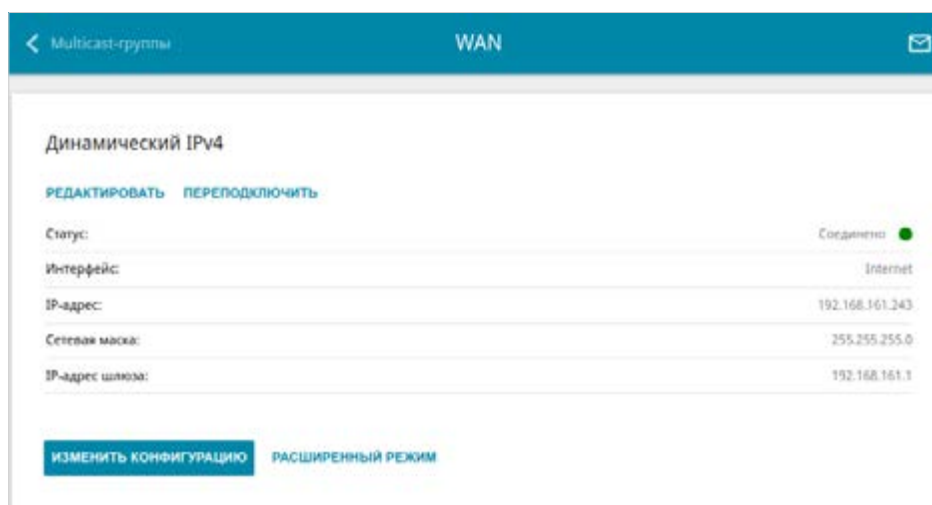 Multicast-группы WAN
Динамический IPv4
РЕДАКТИРОВАТЬ ПЕРЕПОДКЛЮЧИТЬ
Статус: Соединено
Интерфейс: Internet
IP-адрес: 192.168.161.243
Сетевая маска: 255.255.255.0
IP-адрес шлюза: 192.168.161.1
ИЗМЕНИТЬ КОНФИГУРАЦИЮ РАСШИРЕННЫЙ РЕЖИМ